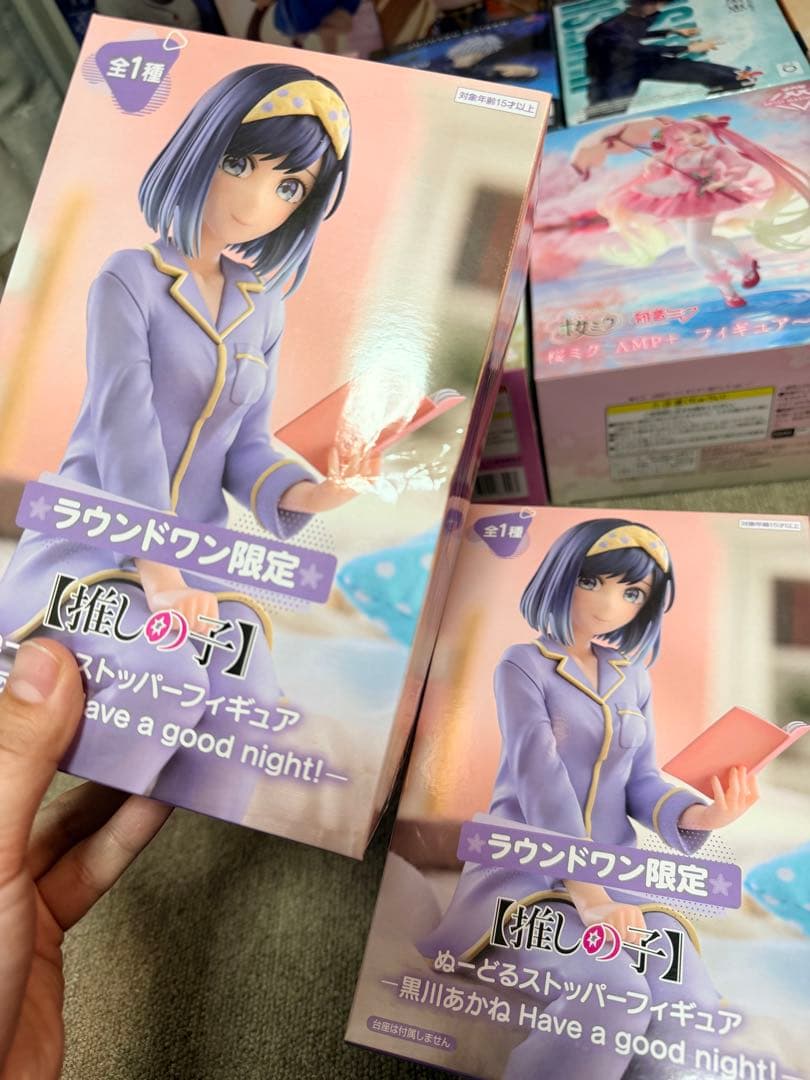 全1種
対象年齢15才以上
ラウンドワン限定
【推しの子】
ストッパーフィギュア
ave a good night!―
桜ミク 初音ミク
桜ミク AMP+ フィギュア
全1種
対象年齢15才以上
ラウンドワン限定
【推しの子】
ぬーどるストッパーフィギュア
―黒川あかね Have a good night!―
台座は付属しません